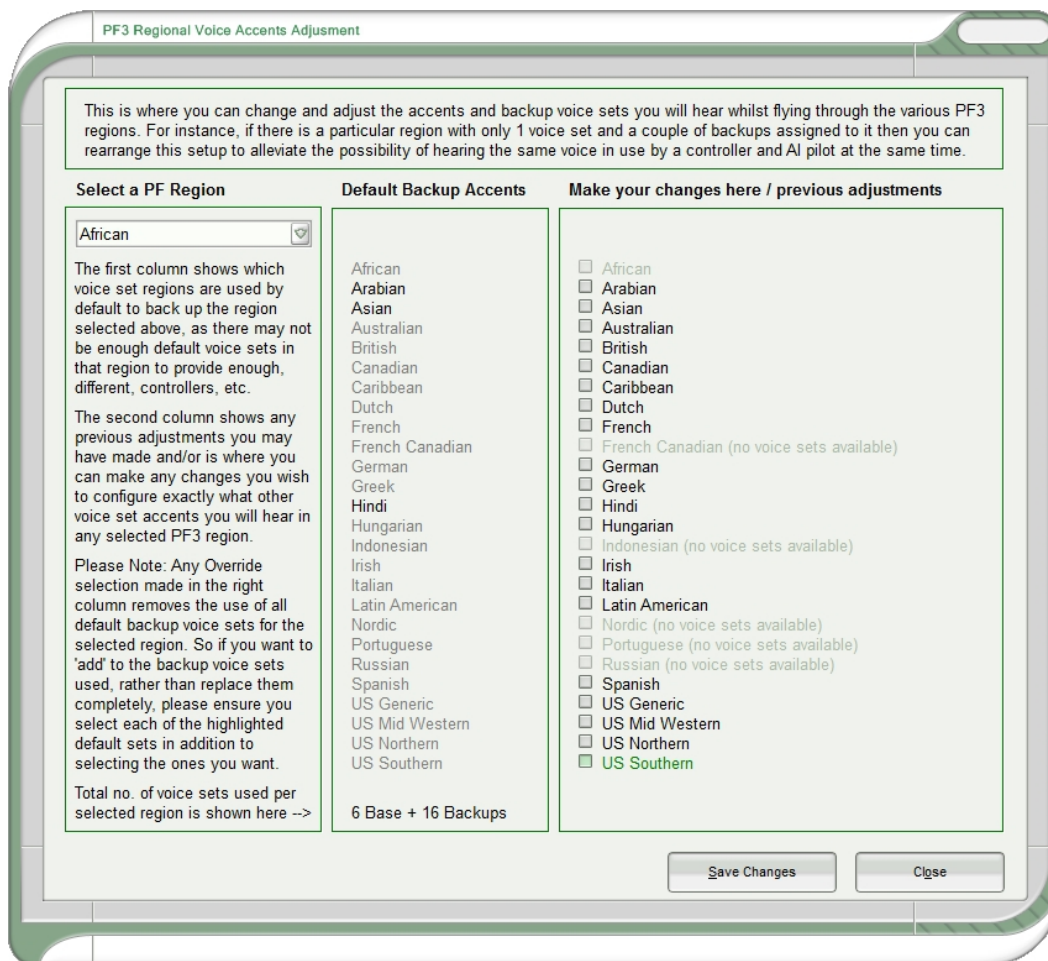 PF3 Regional Voice Accents Adjusment
This is where you can change and adjust the accents and backup voice sets you will hear whilst flying through the various PF3
regions. For instance, if there is a particular region with only 1 voice set and a couple of backups assigned to it then you can
rearrange this setup to alleviate the possibility of hearing the same voice in use by a controller and AI pilot at the same time.
Select a PF Region
African
The first column shows which
voice set regions are used by
default to back up the region
selected above, as there may not
be enough default voice sets in
that region to provide enough,
different, controllers, etc.
The second column shows any
previous adjustments you may
have made and/or is where you
can make any changes you wish
to configure exactly what other
voice set accents you will hear in
any selected PF3 region.
Please Note: Any Override
selection made in the right
column removes the use of all
default backup voice sets for the
selected region. So if you want to
'add' to the backup voice sets
used, rather than replace them
completely, please ensure you
select each of the highlighted
default sets in addition to
selecting the ones you want.
Total no. of voice sets used per
selected region is shown here -->
Default Backup Accents
African
Arabian
Asian
Australian
British
Canadian
Caribbean
Dutch
French
French Canadian
German
Greek
Hindi
Hungarian
Indonesian
Irish
Italian
Latin American
Nordic
Portuguese
Russian
Spanish
US Generic
US Mid Western
US Northern
US Southern
6 Base + 16 Backups
Make your changes here / previous adjustments
African
Arabian
Asian
Australian
British
Canadian
Caribbean
Dutch
French
French Canadian (no voice sets available)
German
Greek
Hindi
Hungarian
Indonesian (no voice sets available)
Irish
Italian
Latin American
Nordic (no voice sets available)
Portuguese (no voice sets available)
Russian (no voice sets available)
Spanish
US Generic
US Mid Western
US Northern
US Southern
Save Changes
Close